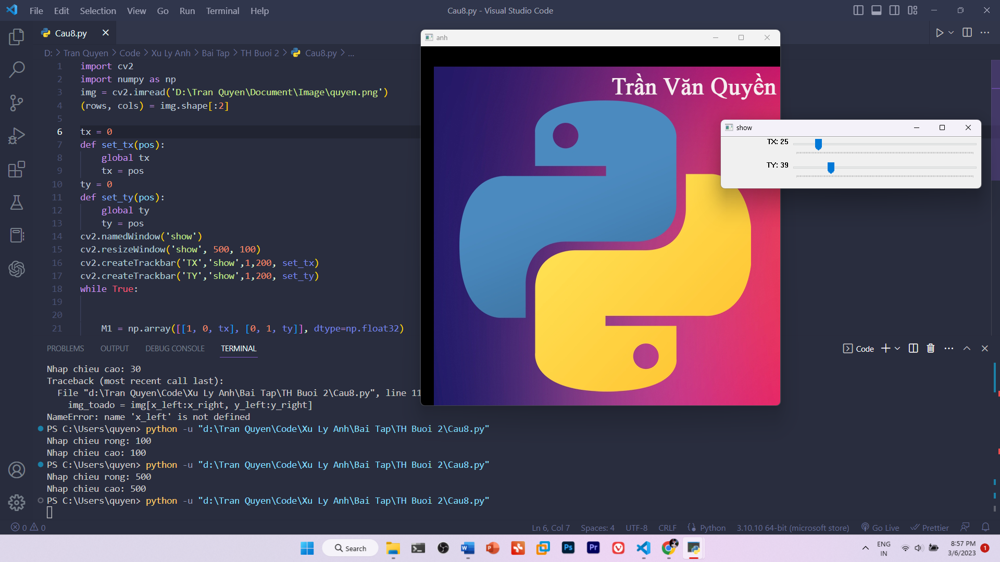 File Edit Selection View Go Run Terminal Help
Cau8.py - Visual Studio Code
Cau8.py
D: > Tran Quyen > Code > Xu Ly Anh > Bai Tap > TH Buoi 2 > Cau8.py > ...
1 import cv2
2 import numpy as np
3 img = cv2.imread('D:\Tran Quyen\Document\Image\quyen.png')
4 (rows, cols) = img.shape[:2]
5
6 tx = 0
7 def set_tx(pos):
8 global tx
9 tx = pos
10 ty = 0
11 def set_ty(pos):
12 global ty
13 ty = pos
14 cv2.namedWindow('show')
15 cv2.resizeWindow('show', 500, 100)
16 cv2.createTrackbar('TX','show',1,200, set_tx)
17 cv2.createTrackbar('TY','show',1,200, set_ty)
18 while True:
19
20
21 M1 = np.array([[1, 0, tx], [0, 1, ty]], dtype=np.float32)
anh
Trần Văn Quyền
show
TX: 25
TY: 39
PROBLEMS OUTPUT DEBUG CONSOLE TERMINAL
Code
Nhap chieu cao: 30
Traceback (most recent call last):
File "d:\Tran Quyen\Code\Xu Ly Anh\Bai Tap\TH Buoi 2\Cau8.py", line 11
img_toado = img[x_left:x_right, y_left:y_right]
NameError: name 'x_left' is not defined
PS C:\Users\quyen> python -u "d:\Tran Quyen\Code\Xu Ly Anh\Bai Tap\TH Buoi 2\Cau8.py"
Nhap chieu rong: 100
Nhap chieu cao: 100
PS C:\Users\quyen> python -u "d:\Tran Quyen\Code\Xu Ly Anh\Bai Tap\TH Buoi 2\Cau8.py"
Nhap chieu rong: 500
Nhap chieu cao: 500
PS C:\Users\quyen> python -u "d:\Tran Quyen\Code\Xu Ly Anh\Bai Tap\TH Buoi 2\Cau8.py"
0 0
Ln 6, Col 7 Spaces: 4 UTF-8 CRLF Python 3.10.10 64-bit (microsoft store) Go Live Prettier
Search
Ps
Pr
ENG
IN
8:57 PM
3/6/2023
1